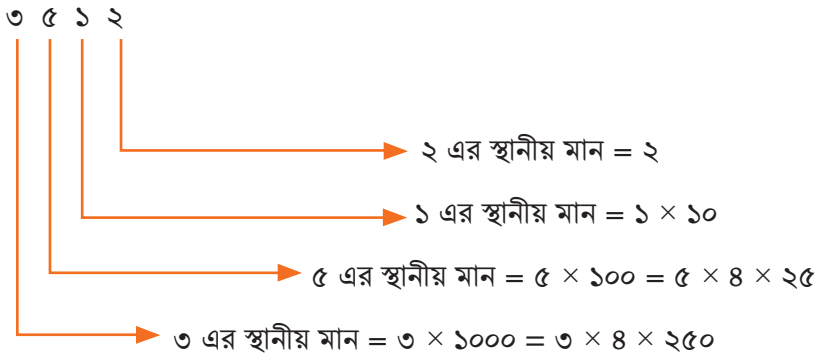 ৩ ৫ ১ ২
২ এর স্থানীয় মান = ২
১ এর স্থানীয় মান = ১ × ১০
৫ এর স্থানীয় মান = ৫ × ১০০ = ৫ × ৪ × ২৫
৩ এর স্থানীয় মান = ৩ × ১০০০ = ৩ × ৪ × ২৫০